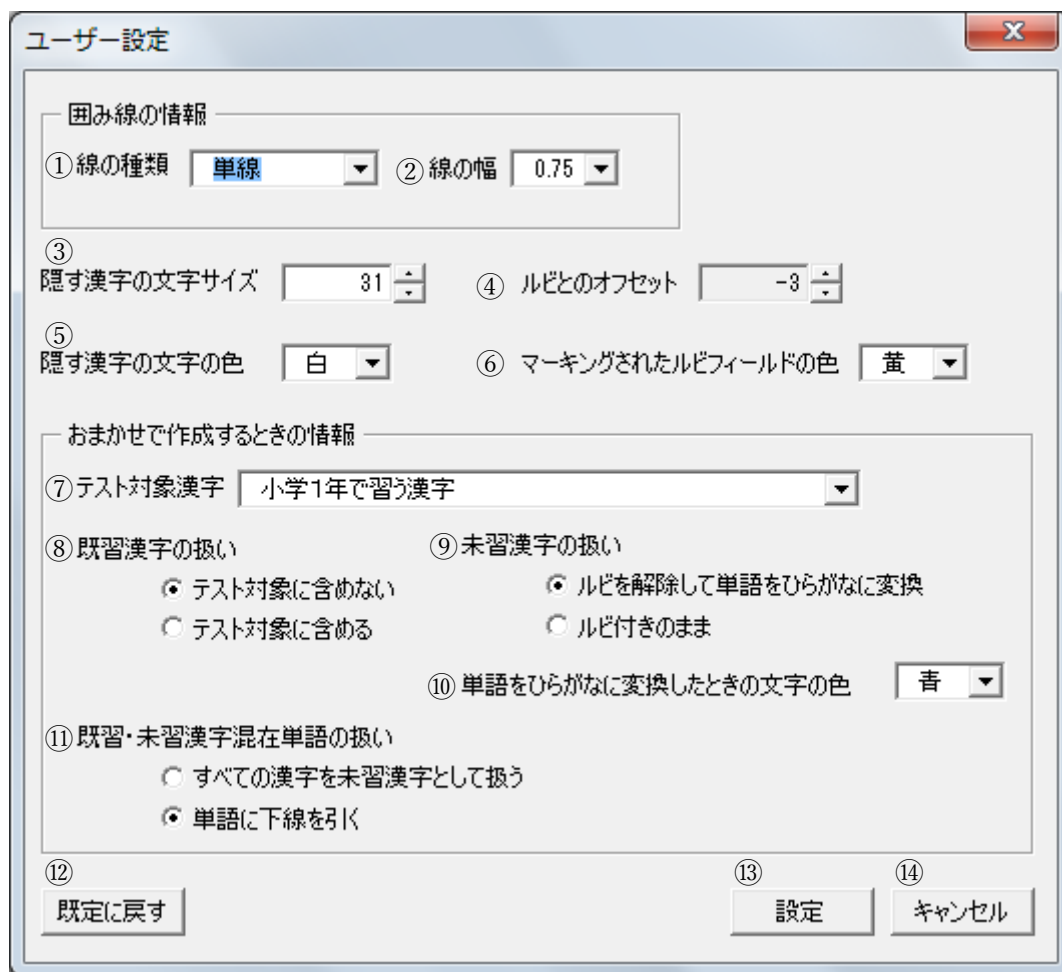 ユーザー設定
囲み線の情報
①線の種類 単線 ②線の幅 0.75
③
隠す漢字の文字サイズ 31 ④ ルビとのオフセット -3
⑤
隠す漢字の文字の色 白 ⑥ マーキングされたルビフィールドの色 黄
おまかせで作成するときの情報
⑦テスト対象漢字 小学1年で習う漢字
⑧既習漢字の扱い ⑨未習漢字の扱い
テスト対象に含めない ルビを解除して単語をひらがなに変換
テスト対象に含める ルビ付きのまま
⑩単語をひらがなに変換したときの文字の色 青
⑪既習・未習漢字混在単語の扱い
すべての漢字を未習漢字として扱う
単語に下線を引く
⑫ ⑬ ⑭
既定に戻す 設定 キャンセル